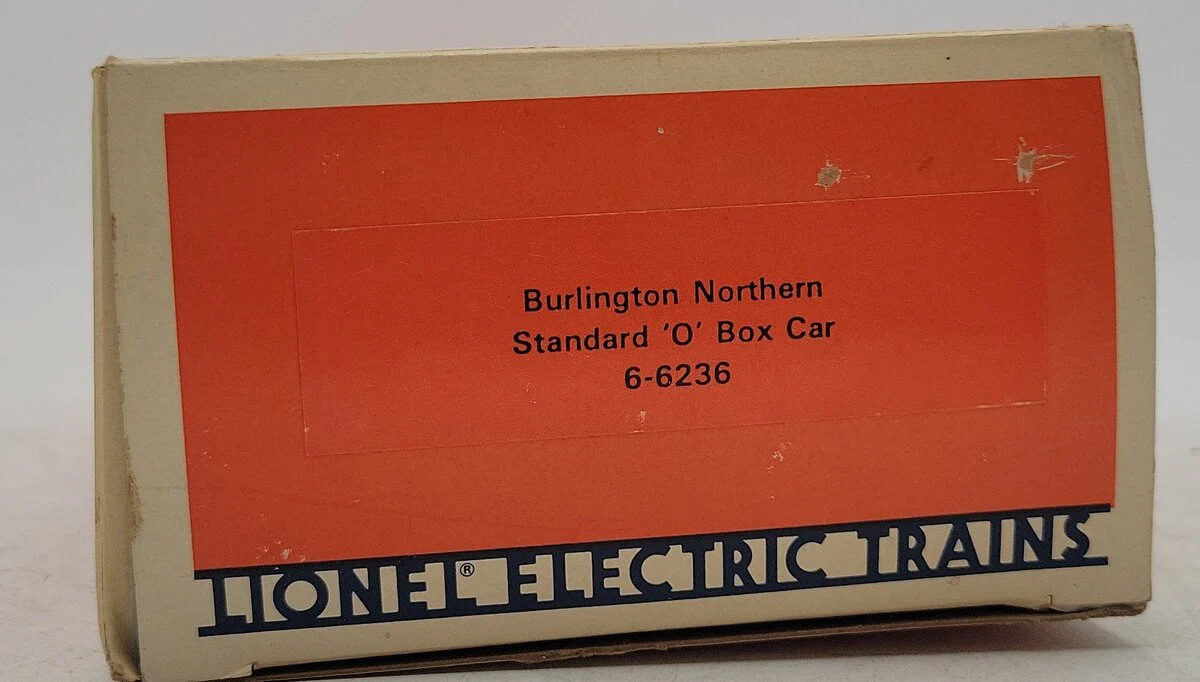 Burlington Northern
Standard 'O' Box Car
6-6236
LIONEL® ELECTRIC TRAINS